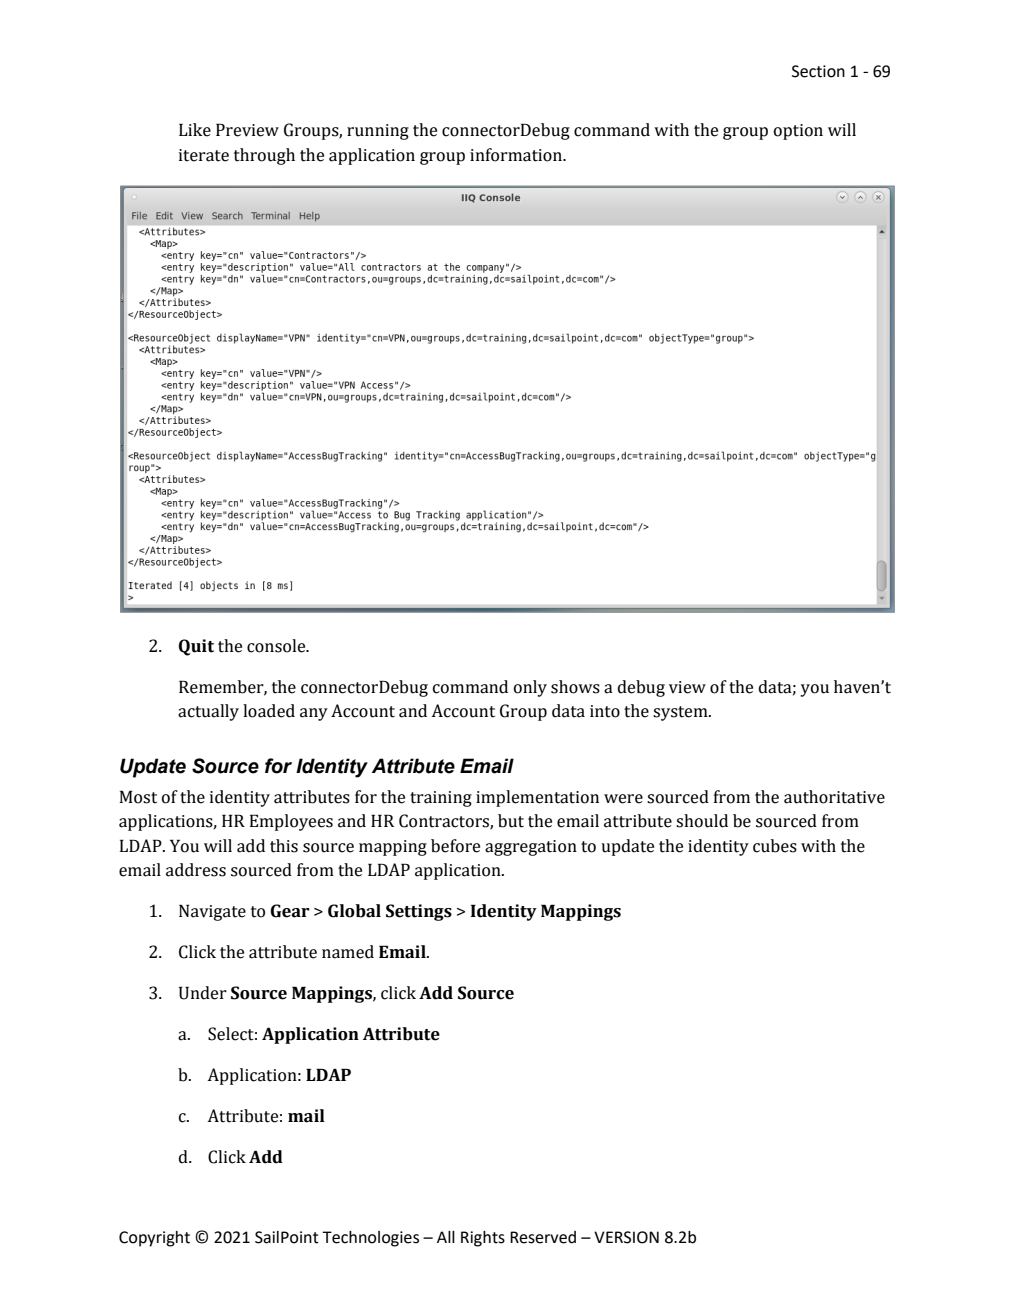 Section 1 - 69
Like Preview Groups, running the connectorDebug command with the group option will
iterate through the application group information.
IIQ Console
File Edit View Search Terminal Help
<Attributes>
<Map>
<entry key="cn" value="Contractors"/>
<entry key="description" value="All contractors at the company"/>
<entry key="dn" value="cn=Contractors,ou=groups,dc=training,dc=sailpoint,dc=com"/>
</Map>
</Attributes>
</ResourceObject>
<ResourceObject displayName="VPN" identity="cn=VPN,ou=groups,dc=training,dc=sailpoint,dc=com" objectType="group">
<Attributes>
<Map>
<entry key="cn" value="VPN"/>
<entry key="description" value="VPN Access"/>
<entry key="dn" value="cn=VPN,ou=groups,dc=training,dc=sailpoint,dc=com"/>
</Map>
</Attributes>
</ResourceObject>
<ResourceObject displayName="AccessBugTracking" identity="cn=AccessBugTracking,ou=groups,dc=training,dc=sailpoint,dc=com" objectType="g
roup">
<Attributes>
<Map>
<entry key="cn" value="AccessBugTracking"/>
<entry key="description" value="Access to Bug Tracking application"/>
<entry key="dn" value="cn=AccessBugTracking,ou=groups,dc=training,dc=sailpoint,dc=com"/>
</Map>
</Attributes>
</ResourceObject>
Iterated [4] objects in [8 ms]
>
2. Quit the console.
Remember, the connectorDebug command only shows a debug view of the data; you haven’t
actually loaded any Account and Account Group data into the system.
Update Source for Identity Attribute Email
Most of the identity attributes for the training implementation were sourced from the authoritative
applications, HR Employees and HR Contractors, but the email attribute should be sourced from
LDAP. You will add this source mapping before aggregation to update the identity cubes with the
email address sourced from the LDAP application.
1. Navigate to Gear > Global Settings > Identity Mappings
2. Click the attribute named Email.
3. Under Source Mappings, click Add Source
a. Select: Application Attribute
b. Application: LDAP
c. Attribute: mail
d. Click Add
Copyright © 2021 SailPoint Technologies – All Rights Reserved – VERSION 8.2b